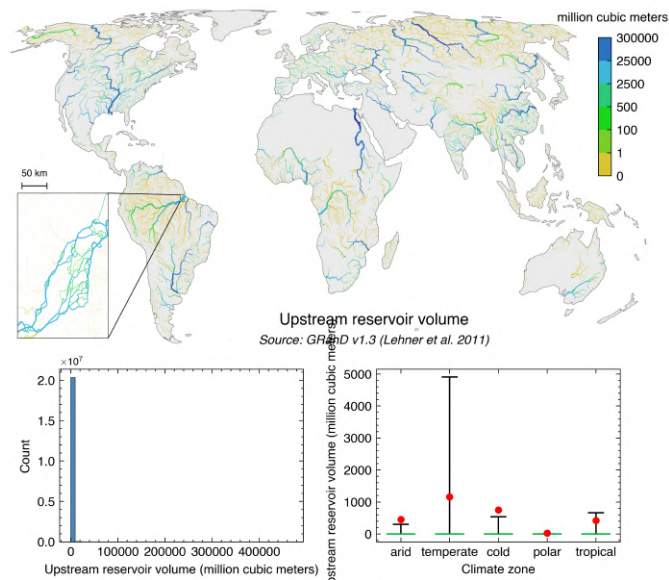 million cubic meters
300000
25000
2500
500
100
1
0
50 km
Upstream reservoir volume
Source: GRanD v1.3 (Lehner et al. 2011)
×10⁷
2.0
1.5
1.0
0.5
0.0
Count
0 100000 200000 300000 400000
Upstream reservoir volume (million cubic meters)
pstream reservoir volume (million cubic meters)
5000
4000
3000
2000
1000
0
arid temperate cold polar tropical
Climate zone